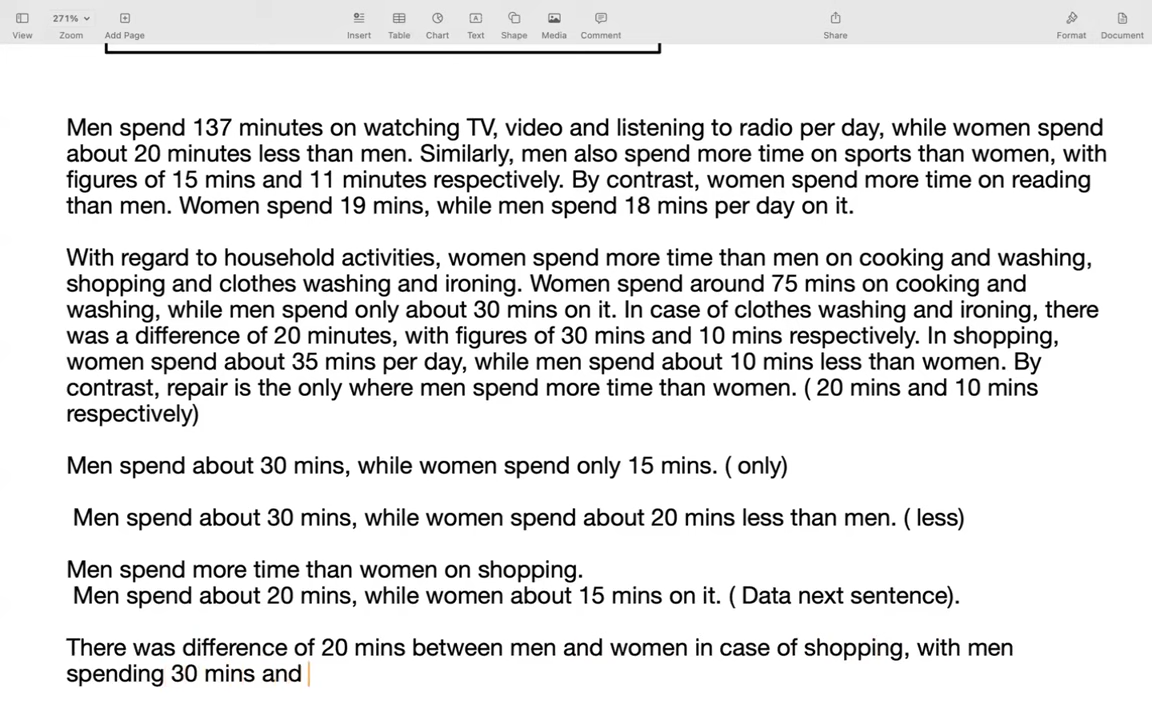 271%
View
Zoom
Add Page
Insert
Table
Chart
Text
Shape
Media
Comment
Share
Format
Document
Men spend 137 minutes on watching TV, video and listening to radio per day, while women spend
about 20 minutes less than men. Similarly, men also spend more time on sports than women, with
figures of 15 mins and 11 minutes respectively. By contrast, women spend more time on reading
than men. Women spend 19 mins, while men spend 18 mins per day on it.
With regard to household activities, women spend more time than men on cooking and washing,
shopping and clothes washing and ironing. Women spend around 75 mins on cooking and
washing, while men spend only about 30 mins on it. In case of clothes washing and ironing, there
was a difference of 20 minutes, with figures of 30 mins and 10 mins respectively. In shopping,
women spend about 35 mins per day, while men spend about 10 mins less than women. By
contrast, repair is the only where men spend more time than women. ( 20 mins and 10 mins
respectively)
Men spend about 30 mins, while women spend only 15 mins. ( only)
Men spend about 30 mins, while women spend about 20 mins less than men. ( less)
Men spend more time than women on shopping.
Men spend about 20 mins, while women about 15 mins on it. ( Data next sentence).
There was difference of 20 mins between men and women in case of shopping, with men
spending 30 mins and